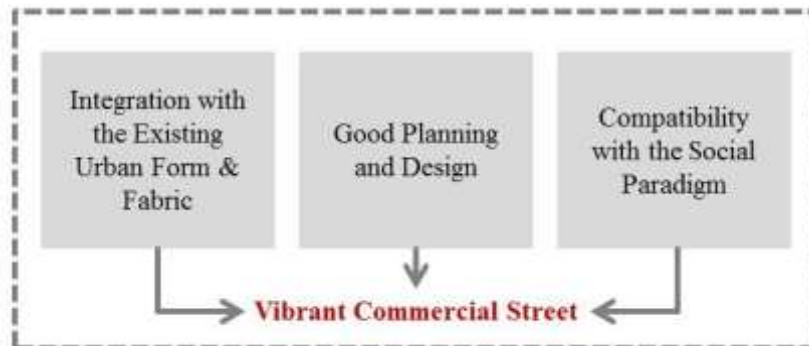 Integration with
the Existing
Urban Form &
Fabric
Good Planning
and Design
Compatibility
with the Social
Paradigm
Vibrant Commercial Street